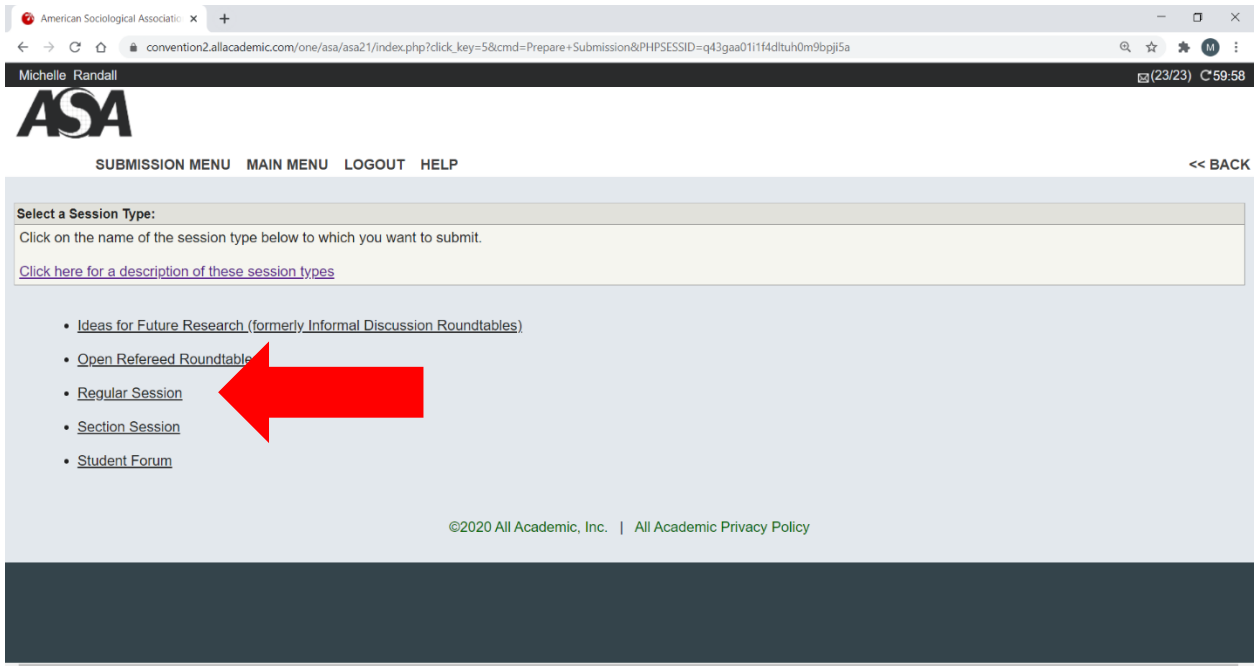 American Sociological Associatio
convention2.allacademic.com/one/asa/asa21/index.php?click_key=5&cmd=Prepare+Submission&PHPSESSID=q43gaa01i1f4dltuh0m9bpji5a
M
Michelle Randall
(23/23) 59:58
ASA
SUBMISSION MENU MAIN MENU LOGOUT HELP << BACK
Select a Session Type:
Click on the name of the session type below to which you want to submit.
Click here for a description of these session types
• Ideas for Future Research (formerly Informal Discussion Roundtables)
• Open Refereed Roundtable
• Regular Session
• Section Session
• Student Forum
©2020 All Academic, Inc. | All Academic Privacy Policy